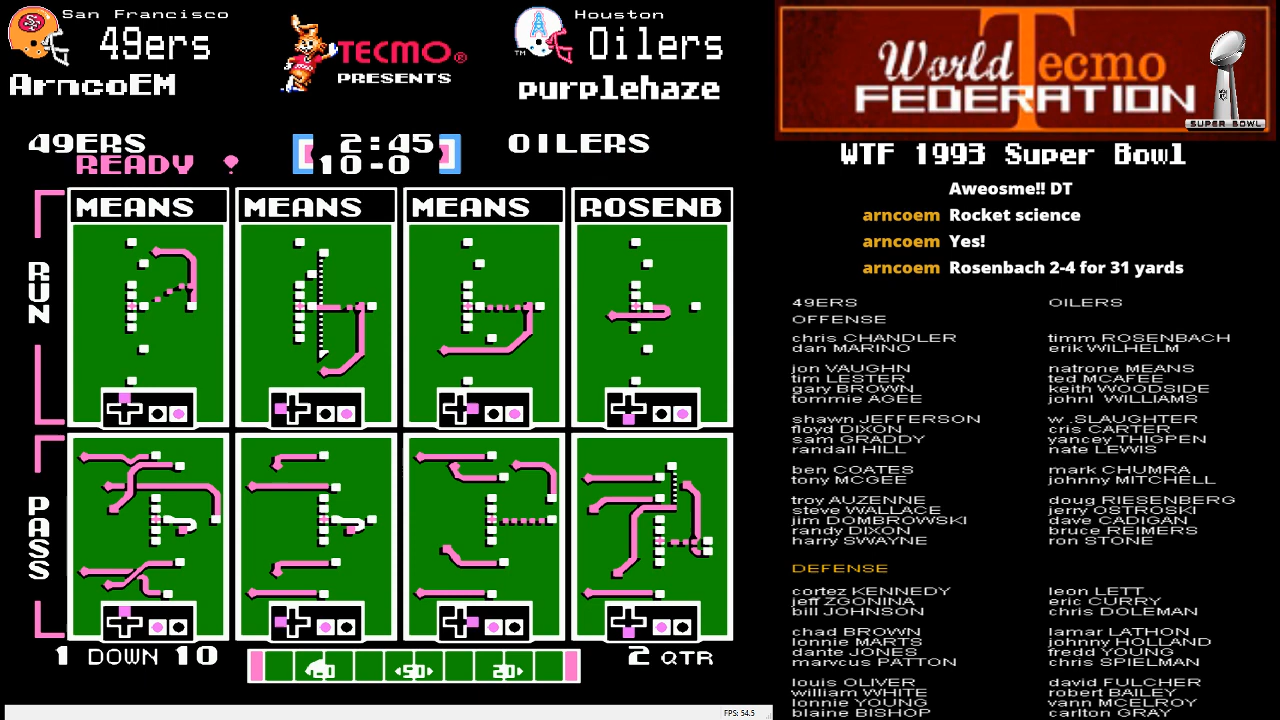 San Francisco
49ers
ArncoEM
TECMO®
PRESENTS
Houston
Oilers
purplehaze
TM
World Tecmo
FEDERATION
SUPER BOWL
49ERS
READY !
2:45
10-0
OILERS
WTF 1993 Super Bowl
Aweosme!! DT
arncoem Rocket science
arncoem Yes!
arncoem Rosenbach 2-4 for 31 yards
RUN
MEANS
MEANS
MEANS
ROSENB
PASS
1 DOWN 10
50
20
2 QTR
FPS: 54.5
49ERS OILERS
OFFENSE
chris CHANDLER timm ROSENBACH
dan MARINO erik WILHELM
jon VAUGHN natrone MEANS
tim LESTER ted MCAFEE
gary BROWN keith WOODSIDE
tommie AGEE johnl WILLIAMS
shawn JEFFERSON w.SLAUGHTER
floyd DIXON cris CARTER
sam GRADDY yancey THIGPEN
randall HILL nate LEWIS
ben COATES mark CHUMRA
tony MCGEE johnny MITCHELL
troy AUZENNE doug RIESENBERG
steve WALLACE jerry OSTROSKI
jim DOMBROWSKI dave CADIGAN
randy DIXON bruce REIMERS
harry SWAYNE ron STONE
DEFENSE
cortez KENNEDY leon LETT
jeff ZGONINA eric CURRY
bill JOHNSON chris DOLEMAN
chad BROWN lamar LATHON
lonnie MARTS johnny HOLLAND
dante JONES fredd YOUNG
marvcus PATTON chris SPIELMAN
louis OLIVER david FULCHER
william WHITE robert BAILEY
lonnie YOUNG vann MCELROY
blaine BISHOP carlton GRAY